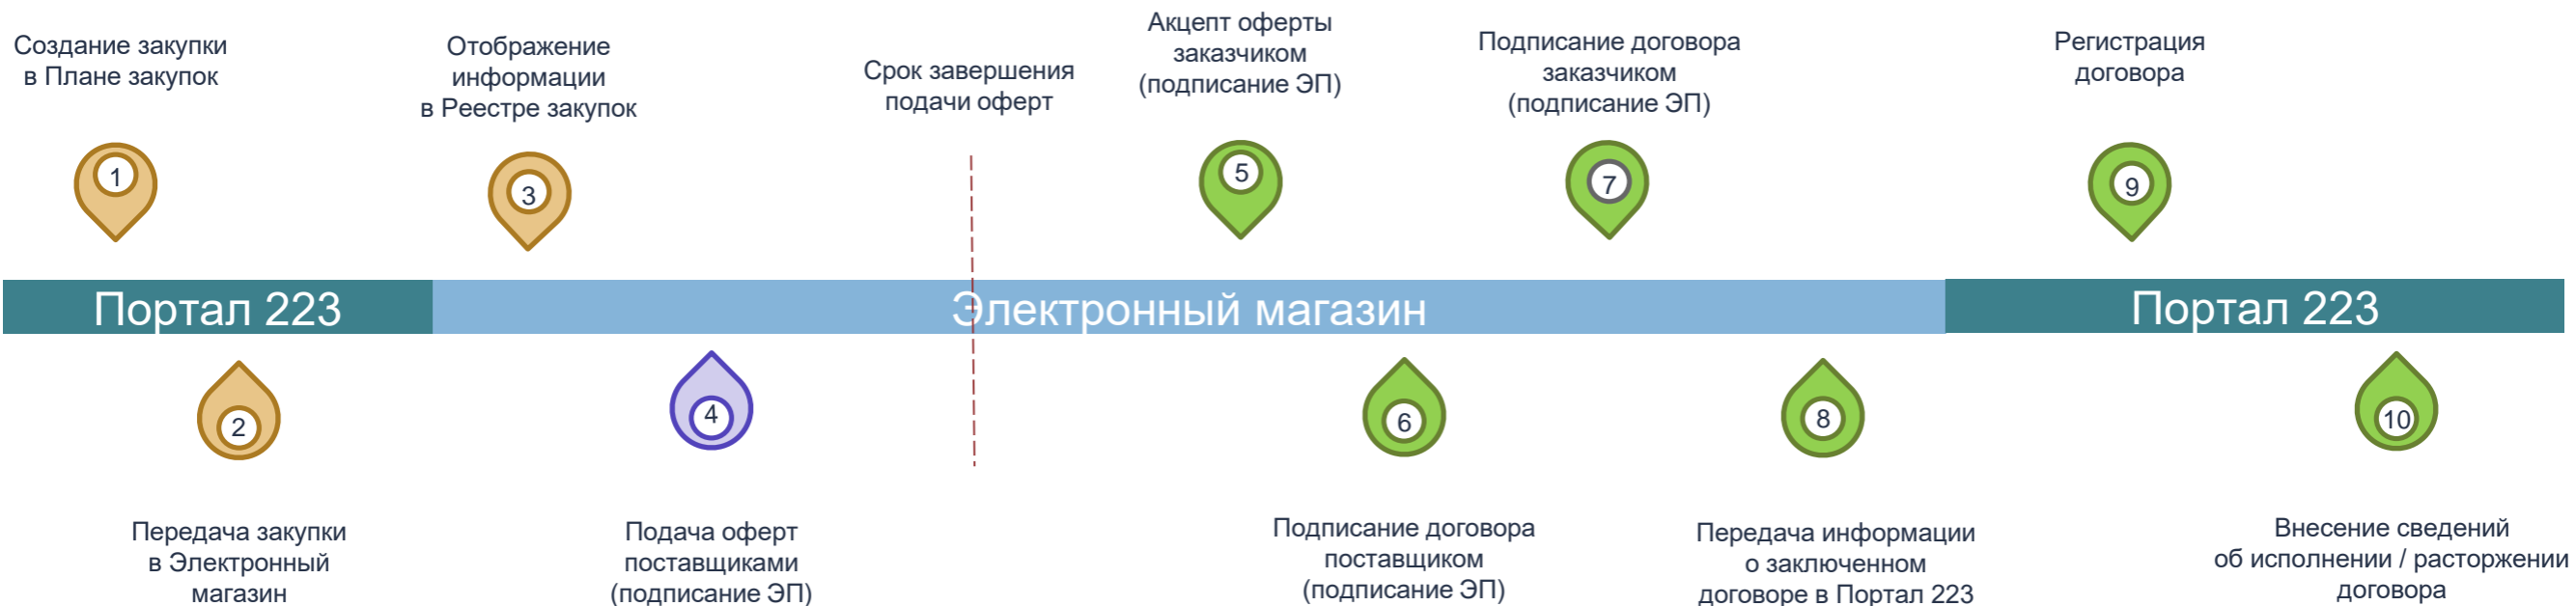 Создание закупки
в Плане закупок
Отображение
информации
в Реестре закупок
Срок завершения
подачи оферт
Акцепт оферты
заказчиком
(подписание ЭП)
Подписание договора
заказчиком
(подписание ЭП)
Регистрация
договора
1
3
5
7
9
Портал 223
Электронный магазин
Портал 223
2
4
6
8
10
Передача закупки
в Электронный
магазин
Подача оферт
поставщиками
(подписание ЭП)
Подписание договора
поставщиком
(подписание ЭП)
Передача информации
о заключенном
договоре в Портал 223
Внесение сведений
об исполнении / расторжении
договора